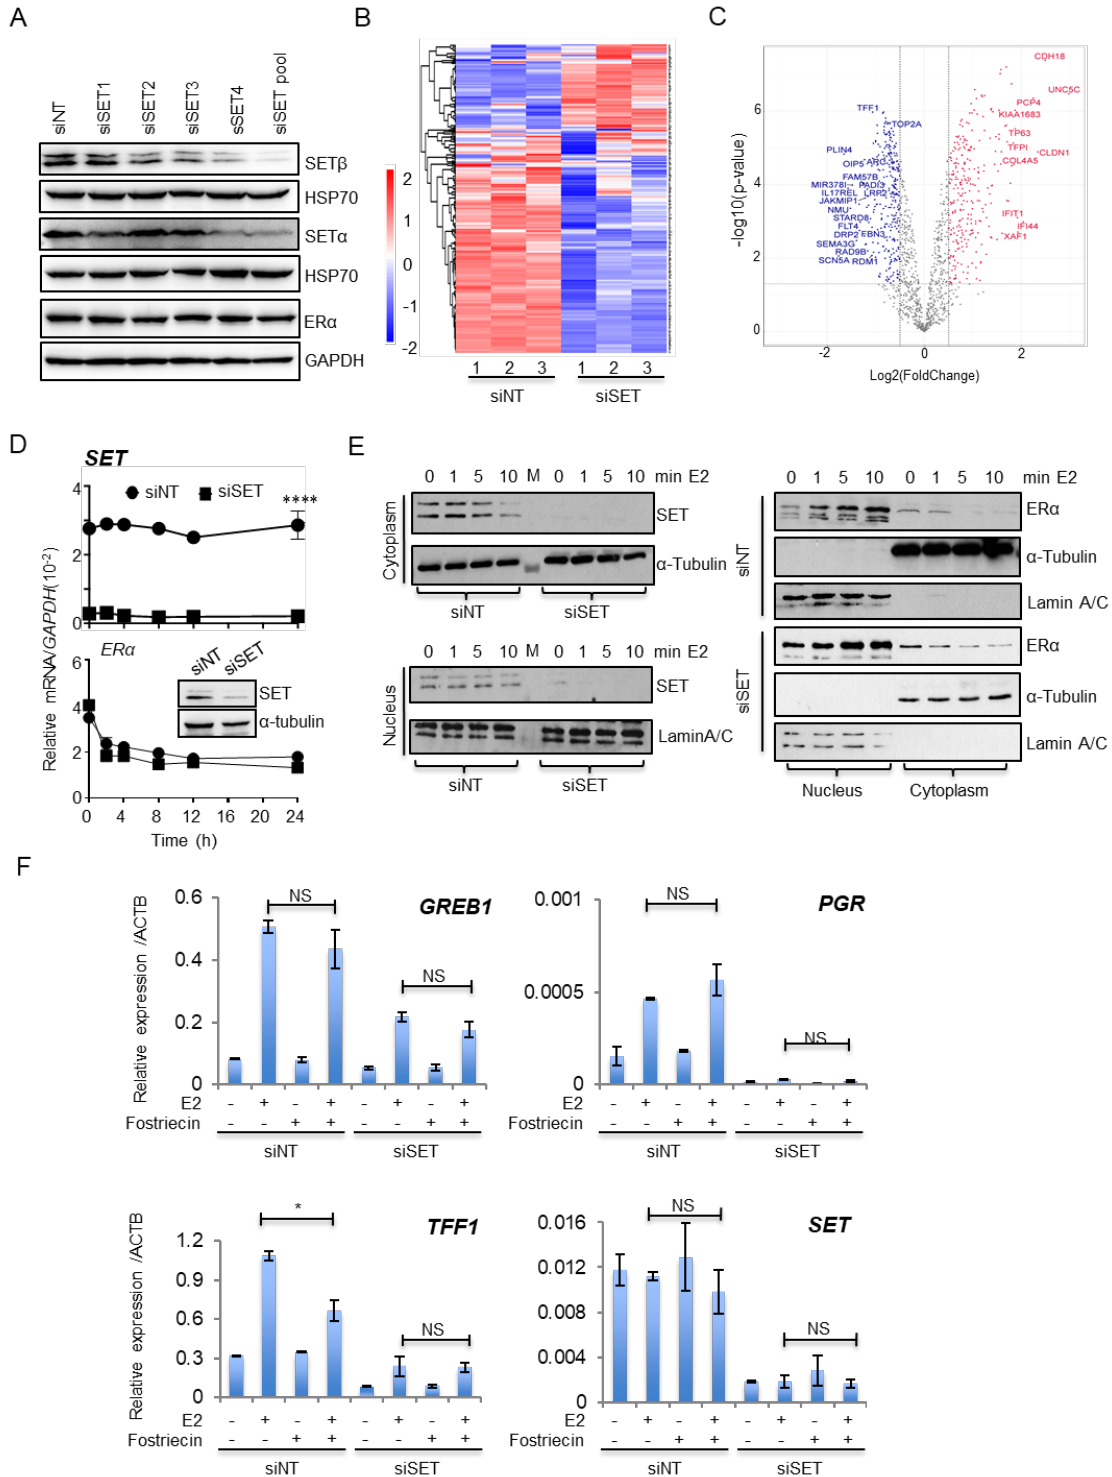 A
siNT
siSET1
siSET2
siSET3
sSET4
siSET pool
SETβ
HSP70
SETα
HSP70
ERα
GAPDH
B
2
1
0
-1
-2
1 2 3 1 2 3
siNT siSET
C
-log10(p-value)
6
4
2
0
-2 0 2
Log2(FoldChange)
CDH18
UNC5C
PCP4
KIAA1683
TP63
TFPI
CLDN1
COL4A5
IFIT1
IFI44
XAF1
TFF1
TOP2A
PLIN4
OIP5 ARC
FAM57B
MIR378I PADI3
IL17REL LRP2
JAKMIP1
NMU
STARD8
FLT4
DRP2 FBN3
SEMA3G
RAD9B
SCN5A RDM1
D
SET
siNT siSET
****
4
2
0
Relative mRNA/GAPDH(10-2)
ERα
6
4
2
0
siNT siSET
SET
α-tubulin
0 4 8 12 16 20 24
Time (h)
E
0 1 5 10 M 0 1 5 10 min E2
Cytoplasm
SET
α-Tubulin
siNT siSET
0 1 5 10 M 0 1 5 10 min E2
Nucleus
SET
LaminA/C
siNT siSET
0 1 5 10 0 1 5 10 min E2
siNT
ERα
α-Tubulin
Lamin A/C
siSET
ERα
α-Tubulin
Lamin A/C
Nucleus Cytoplasm
F
Relative expression /ACTB
0.6
0.4
0.2
0
NS
NS
GREB1
E2 - + - + - + - +
Fostriecin - - + + - - + +
siNT siSET
0.001
0.0005
0
NS
NS
PGR
E2 - + - + - + - +
Fostriecin - - + + - - + +
siNT siSET
Relative expression /ACTB
1.2
0.9
0.6
0.3
0
*
NS
TFF1
E2 - + - + - + - +
Fostriecin - - + + - - + +
siNT siSET
0.016
0.012
0.008
0.004
0
NS
NS
SET
E2 - + - + - + - +
Fostriecin - - + + - - + +
siNT siSET